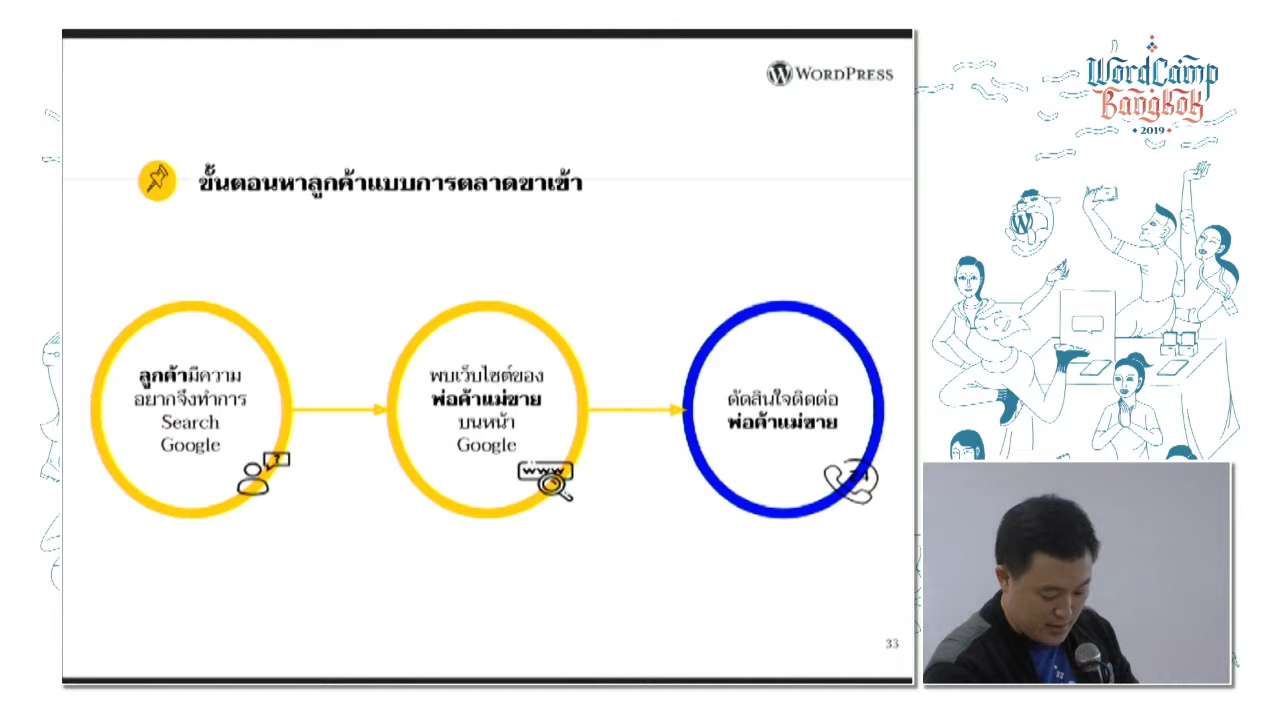 WORDPRESS
WordCamp
Bangkok
2019
ขั้นตอนหาลูกค้าแบบการตลาดขาเข้า
ลูกค้ามีความ
อยากจึงทำการ
Search
Google
?
พบเว็บไซต์ของ
พ่อค้าแม่ขาย
บนหน้า
Google
www
ตัดสินใจติดต่อ
พ่อค้าแม่ขาย
33